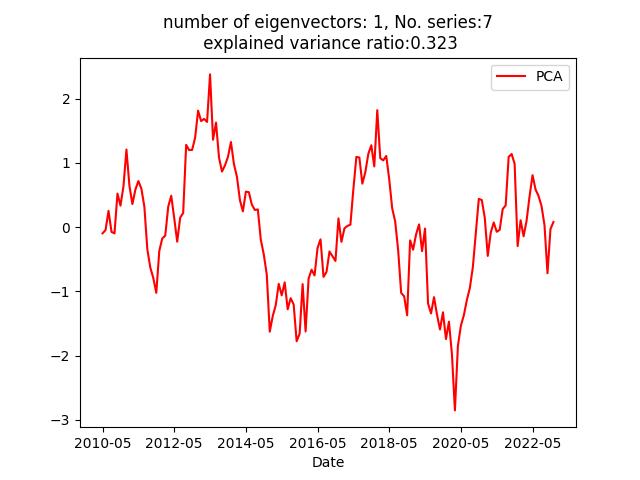 number of eigenvectors: 1, No. series:7
explained variance ratio:0.323
PCA
2
1
0
−1
−2
−3
2010-05 2012-05 2014-05 2016-05 2018-05 2020-05 2022-05
Date